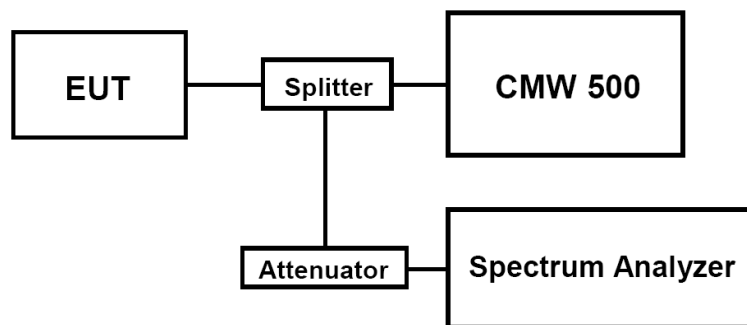 EUT
Splitter
CMW 500
Attenuator
Spectrum Analyzer